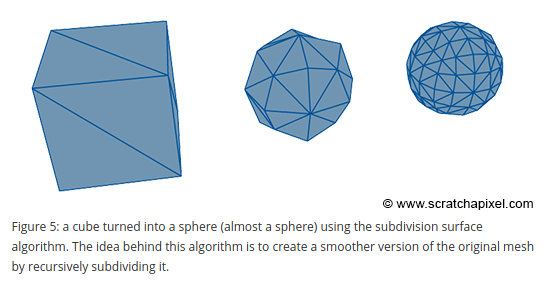 © www.scratchapixel.com
Figure 5: a cube turned into a sphere (almost a sphere) using the subdivision surface
algorithm. The idea behind this algorithm is to create a smoother version of the original mesh
by recursively subdividing it.